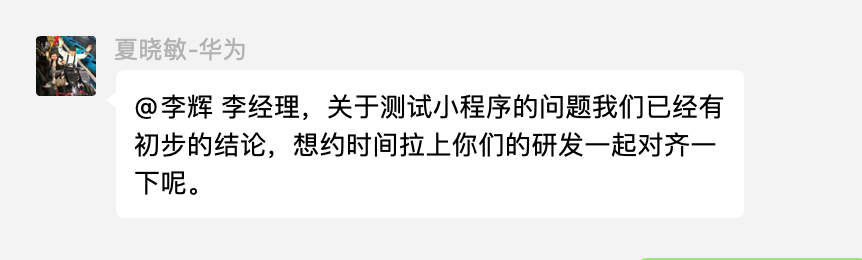 夏晓敏-华为
@李辉 李经理，关于测试小程序的问题我们已经有
初步的结论，想约时间拉上你们的研发一起对齐一
下呢。